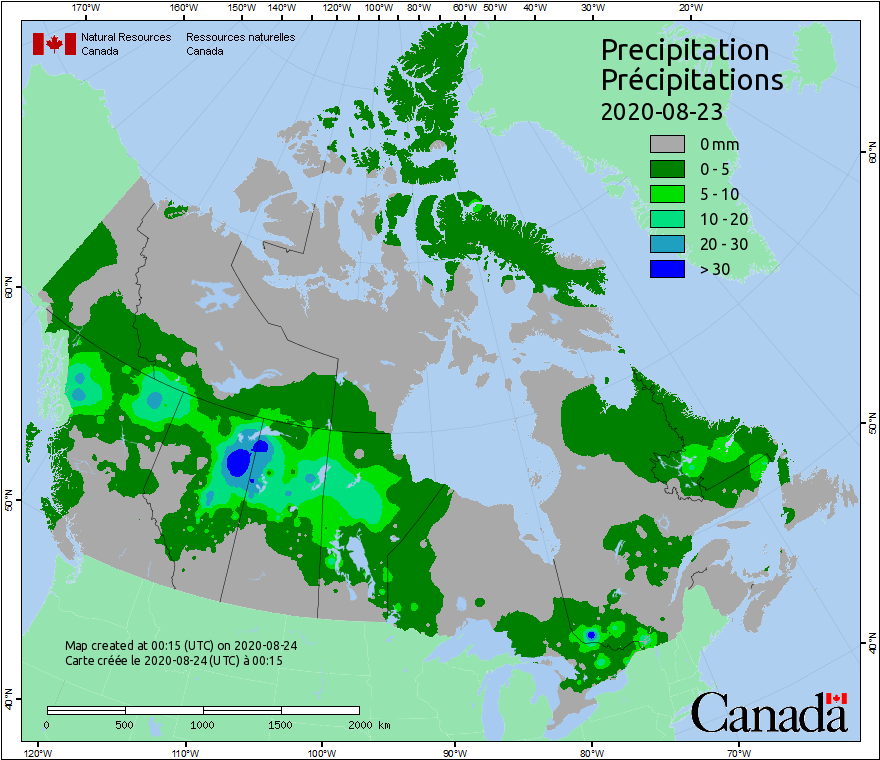 170°W 160°W 150°W 140°W 130°W 120°W 110°W 100°W 90°W 80°W 60°W 50°W 40°W 30°W 20°W
Natural Resources Ressources naturelles
Canada Canada
Precipitation
Précipitations
2020-08-23
0 mm
0 - 5
5 - 10
10 - 20
20 - 30
> 30
60°N
60°N
50°N
50°N
40°N
40°N
Map created at 00:15 (UTC) on 2020-08-24
Carte créée le 2020-08-24 (UTC) à 00:15
0 500 1000 1500 2000 km
Canada
120°W 110°W 100°W 90°W 80°W 70°W